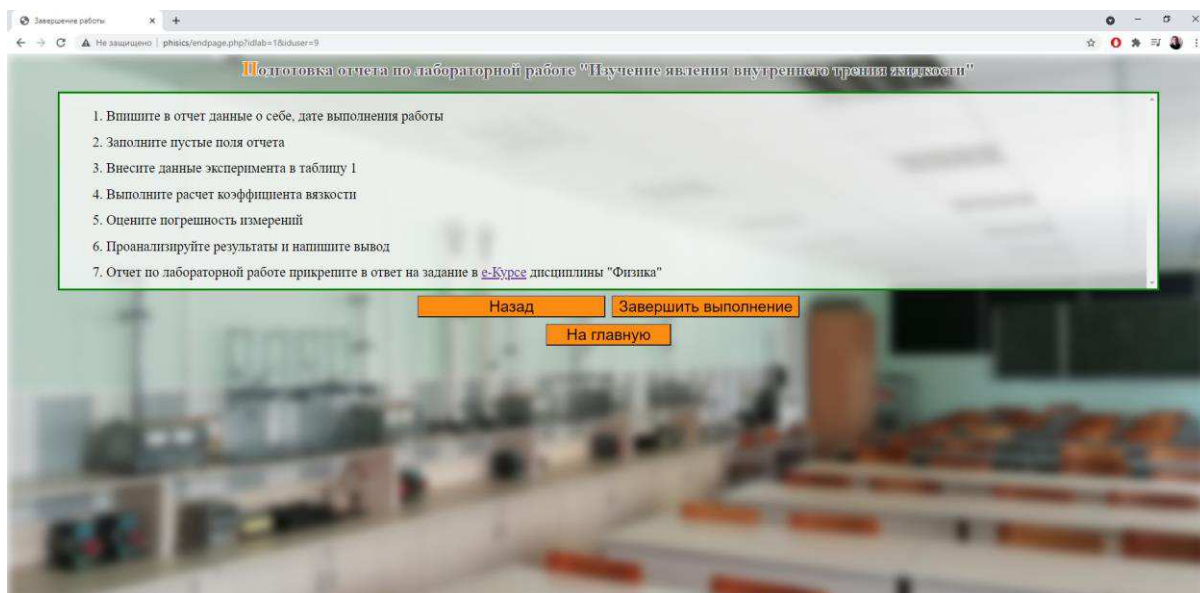 Завершение работы
Не защищено | phisics/endpage.php?idlab=1&iduser=9
Подготовка отчета по лабораторной работе "Изучение явления внутреннего трения жидкости"
1. Впишите в отчет данные о себе, дате выполнения работы
2. Заполните пустые поля отчета
3. Внесите данные эксперимента в таблицу 1
4. Выполните расчет коэффициента вязкости
5. Оцените погрешность измерений
6. Проанализируйте результаты и напишите вывод
7. Отчет по лабораторной работе прикрепите в ответ на задание в е-Курсе дисциплины "Физика"
Назад Завершить выполнение
На главную